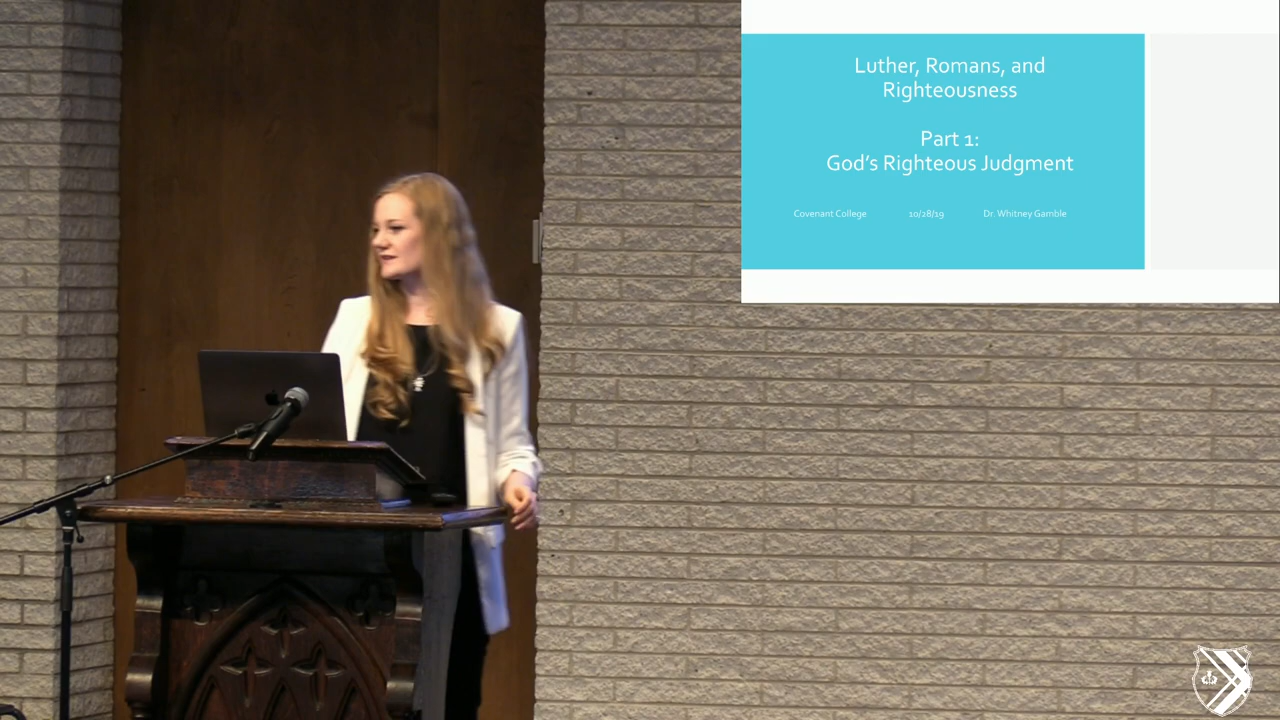 Luther, Romans, and
Righteousness
Part 1:
God's Righteous Judgment
Covenant College 10/28/19 Dr. Whitney Gamble